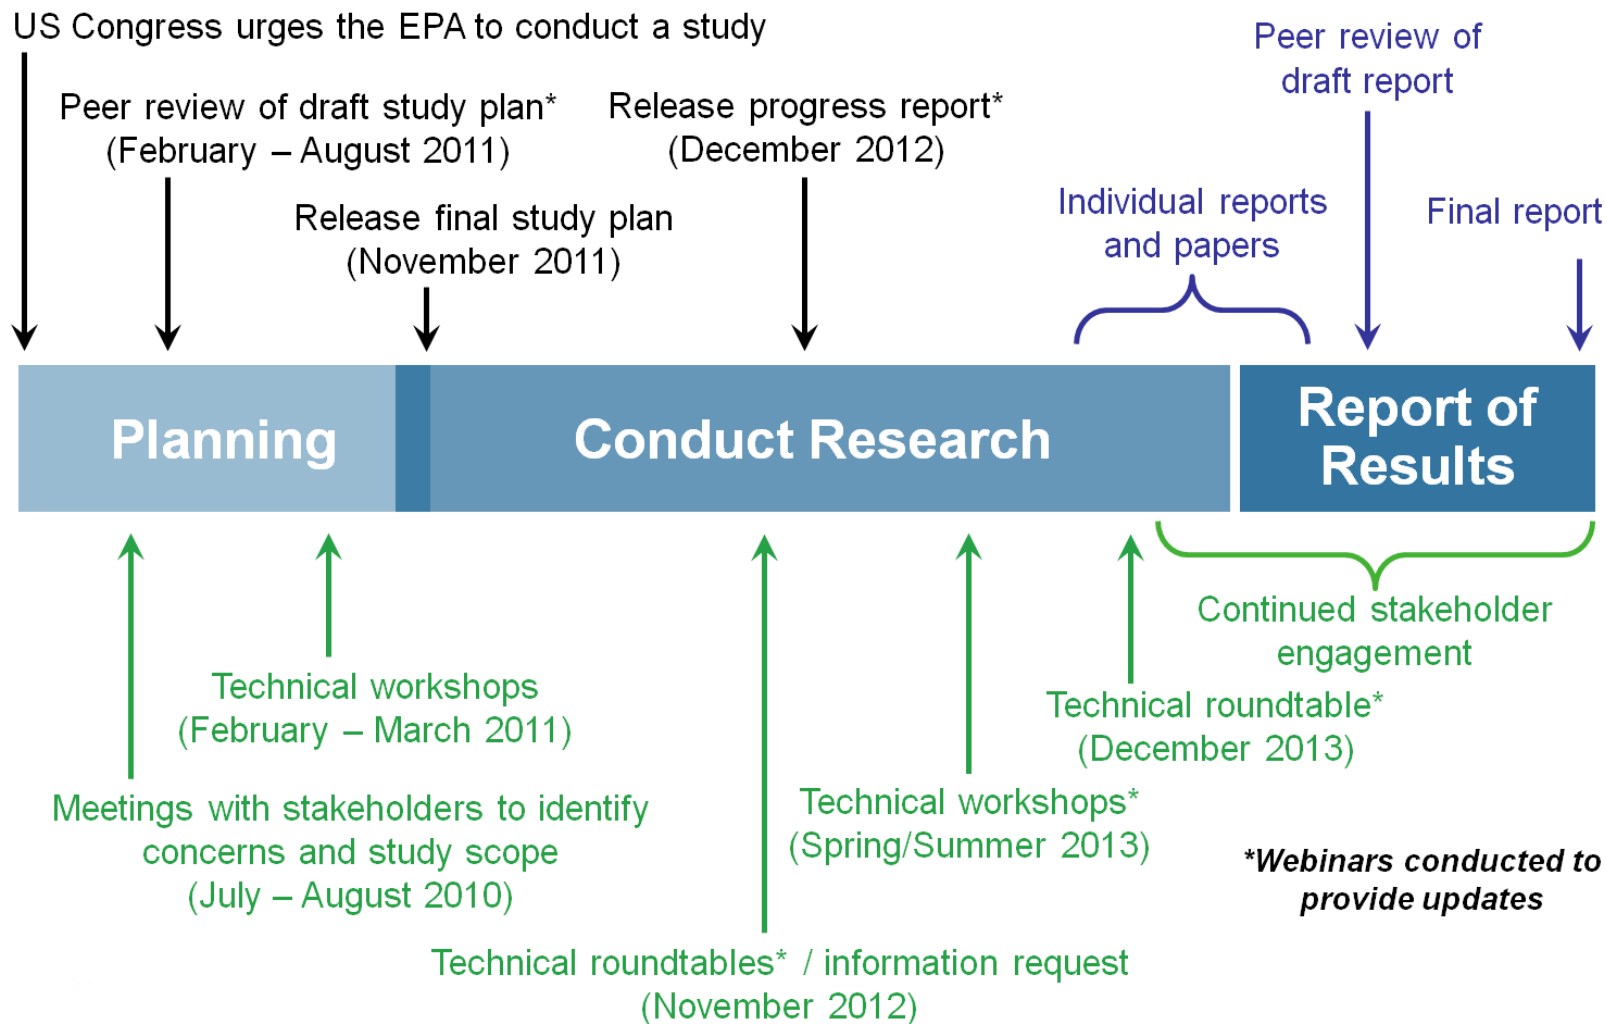 US Congress urges the EPA to conduct a study
Peer review of draft study plan*
(February – August 2011)
Release final study plan
(November 2011)
Release progress report*
(December 2012)
Individual reports
and papers
Peer review of
draft report
Final report
Planning
Conduct Research
Report of
Results
Meetings with stakeholders to identify
concerns and study scope
(July – August 2010)
Technical workshops
(February – March 2011)
Technical roundtables* / information request
(November 2012)
Technical workshops*
(Spring/Summer 2013)
Technical roundtable*
(December 2013)
Continued stakeholder
engagement
*Webinars conducted to
provide updates